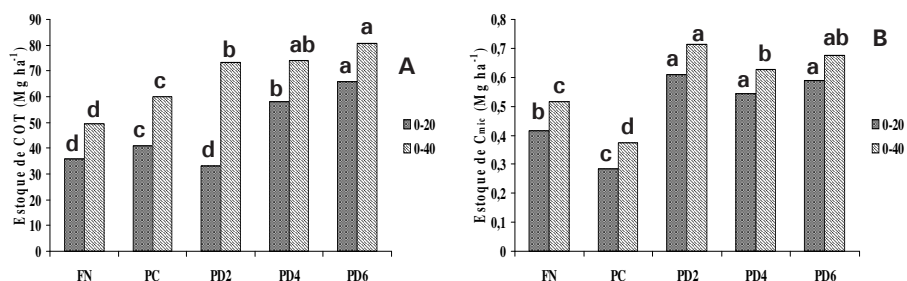 Estoque de COT (Mg ha⁻¹)
90
80
70
60
50
40
30
20
10
0
d d
c c
d b
b ab
a a
A
0-20
0-40
FN PC PD2 PD4 PD6
Estoque de Cmic (Mg ha⁻¹)
0,8
0,7
0,6
0,5
0,4
0,3
0,2
0,1
0
b c
c d
a a
a b
a ab
B
0-20
0-40
FN PC PD2 PD4 PD6